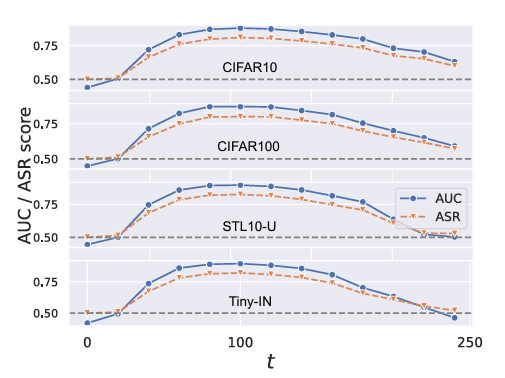 0.75
0.50
CIFAR10
0.75
0.50
CIFAR100
0.75
0.50
STL10-U
AUC
ASR
0.75
0.50
Tiny-IN
AUC / ASR score
0
100
250
t